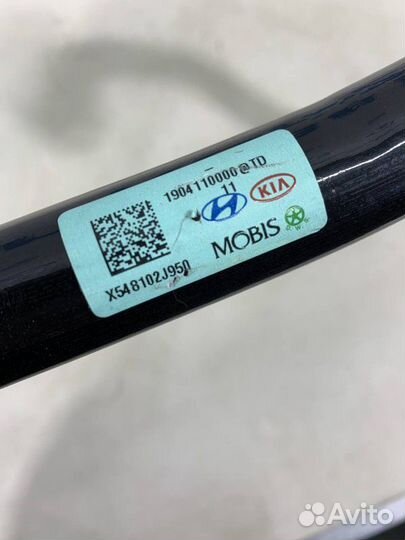 1904110000@TD
11
KIA
MOBIS
X548102J950
Avito